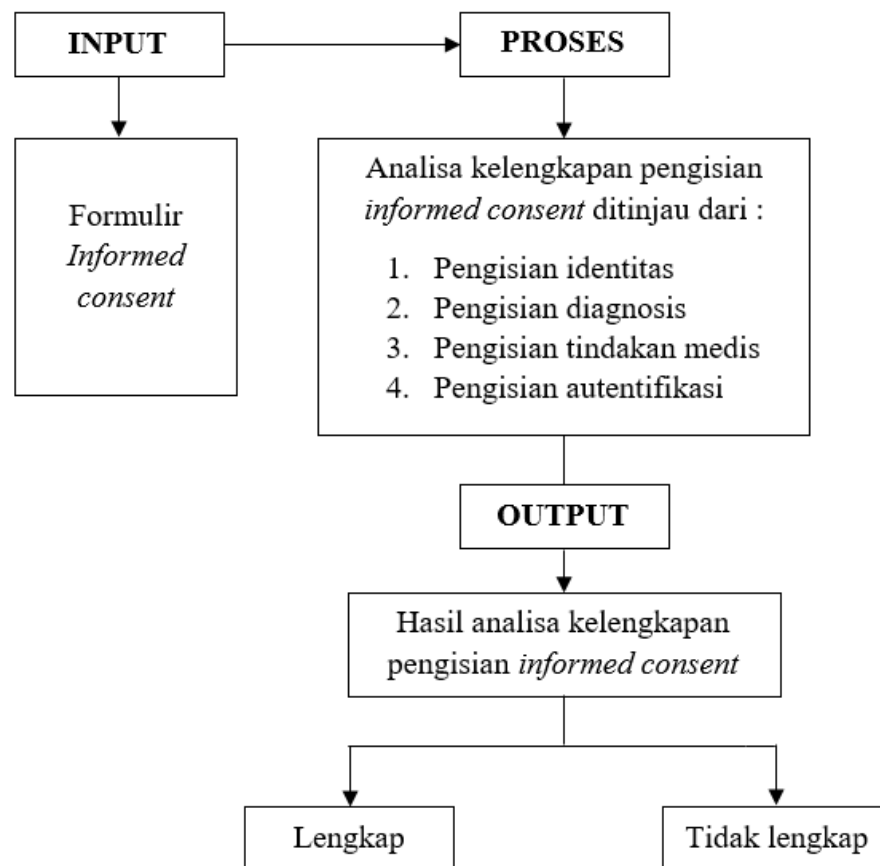 INPUT
PROSES
Formulir
Informed
consent
Analisa kelengkapan pengisian
informed consent ditinjau dari :
1. Pengisian identitas
2. Pengisian diagnosis
3. Pengisian tindakan medis
4. Pengisian autentifikasi
OUTPUT
Hasil analisa kelengkapan
pengisian informed consent
Lengkap
Tidak lengkap